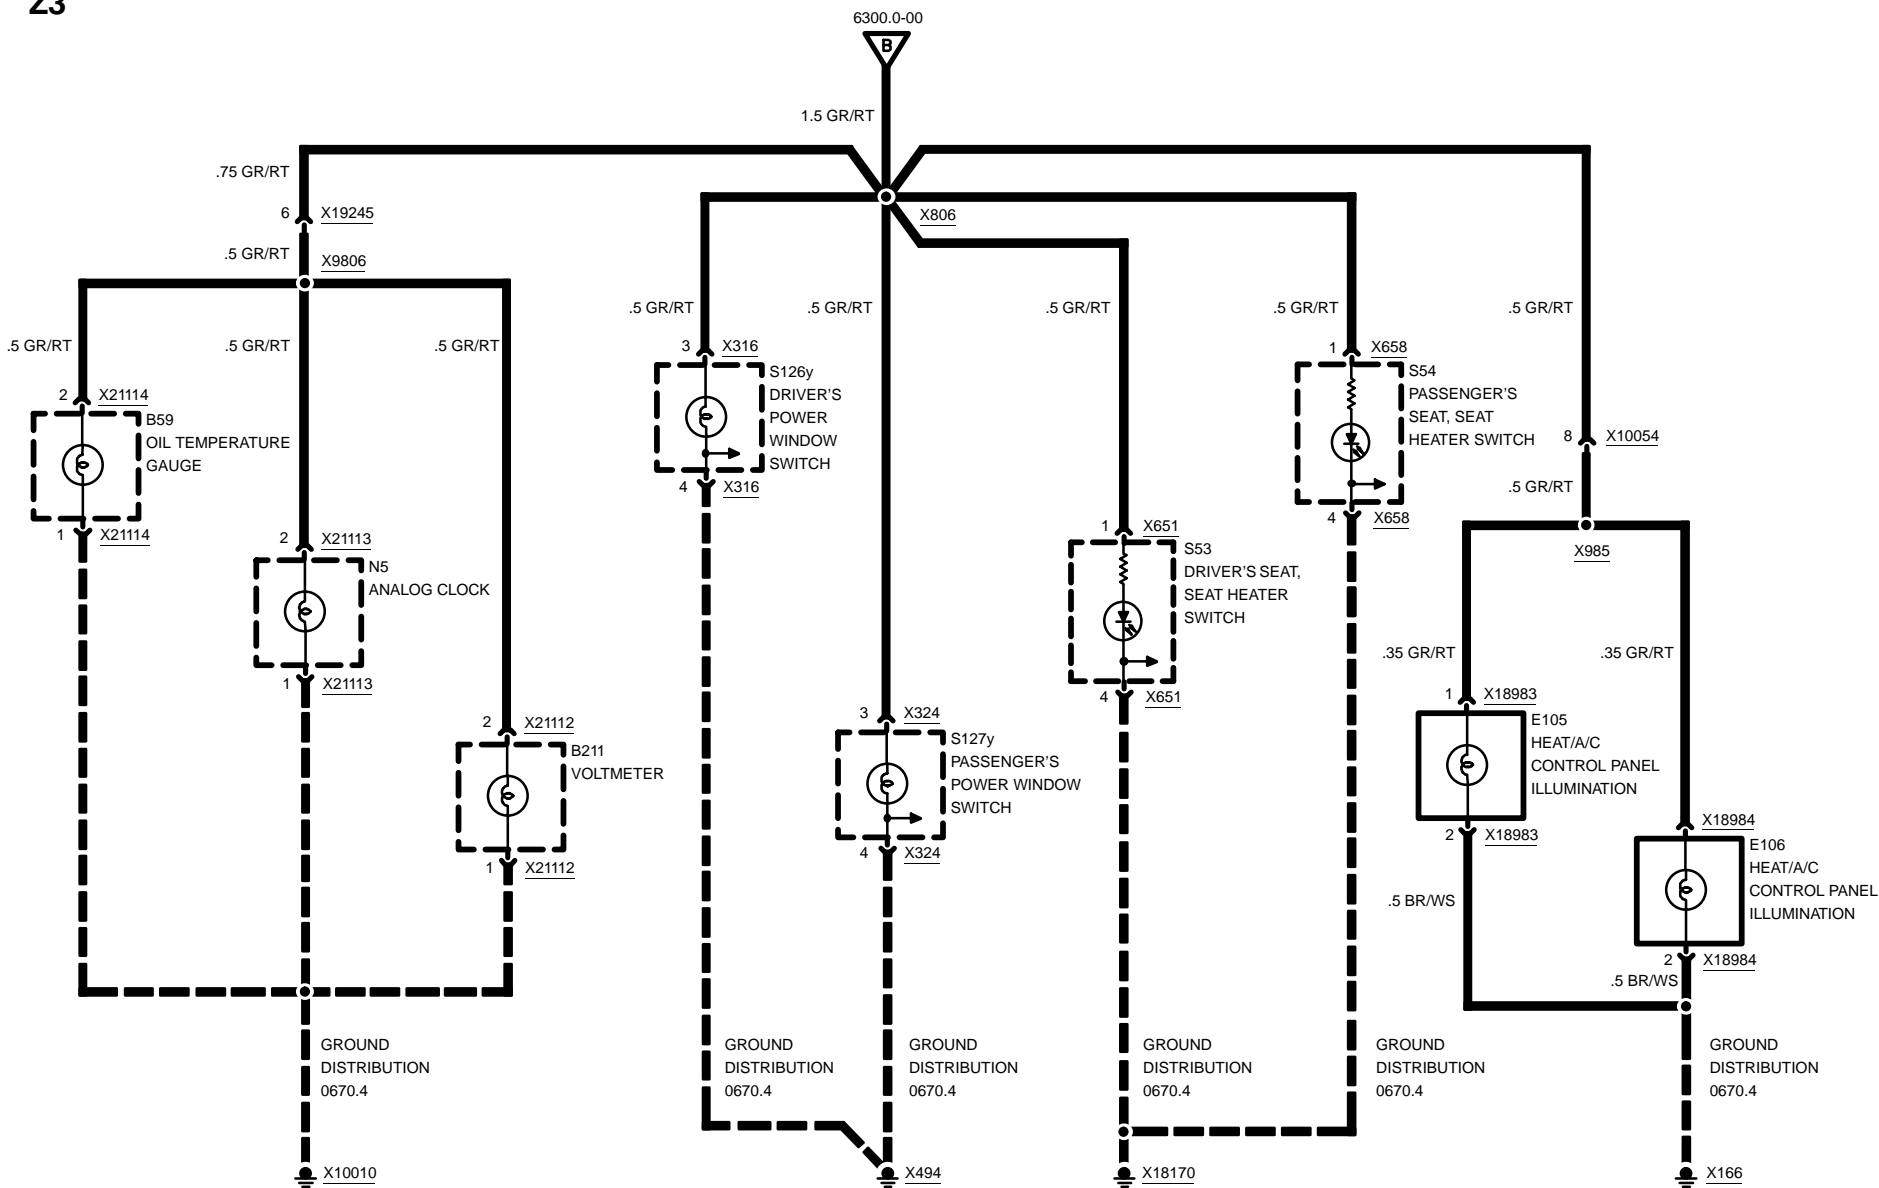 Z3
6300.0-00
B
1.5 GR/RT
.75 GR/RT
6 X19245
X806
.5 GR/RT
X9806
.5 GR/RT
.5 GR/RT
.5 GR/RT
.5 GR/RT
.5 GR/RT
.5 GR/RT
.5 GR/RT
.5 GR/RT
2 X21114
B59
OIL TEMPERATURE
GAUGE
1 X21114
2 X21113
N5
ANALOG CLOCK
1 X21113
2 X21112
B211
VOLTMETER
1 X21112
3 X316
S126y
DRIVER'S
POWER
WINDOW
SWITCH
4 X316
3 X324
S127y
PASSENGER'S
POWER WINDOW
SWITCH
4 X324
1 X651
S53
DRIVER'S SEAT,
SEAT HEATER
SWITCH
4 X651
1 X658
S54
PASSENGER'S
SEAT, SEAT
HEATER SWITCH
4 X658
8 X10054
.5 GR/RT
X985
.35 GR/RT
.35 GR/RT
1 X18983
E105
HEAT/A/C
CONTROL PANEL
ILLUMINATION
2 X18983
.5 BR/WS
X18984
E106
HEAT/A/C
CONTROL PANEL
ILLUMINATION
2 X18984
.5 BR/WS
GROUND
DISTRIBUTION
0670.4
GROUND
DISTRIBUTION
0670.4
GROUND
DISTRIBUTION
0670.4
GROUND
DISTRIBUTION
0670.4
GROUND
DISTRIBUTION
0670.4
GROUND
DISTRIBUTION
0670.4
X10010
X494
X18170
X166